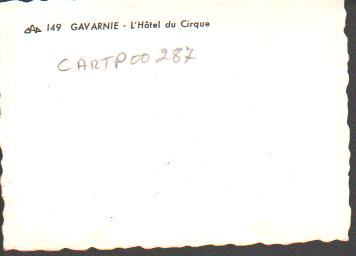 149 GAVARNIE - L'Hôtel du Cirque
CARTP00287